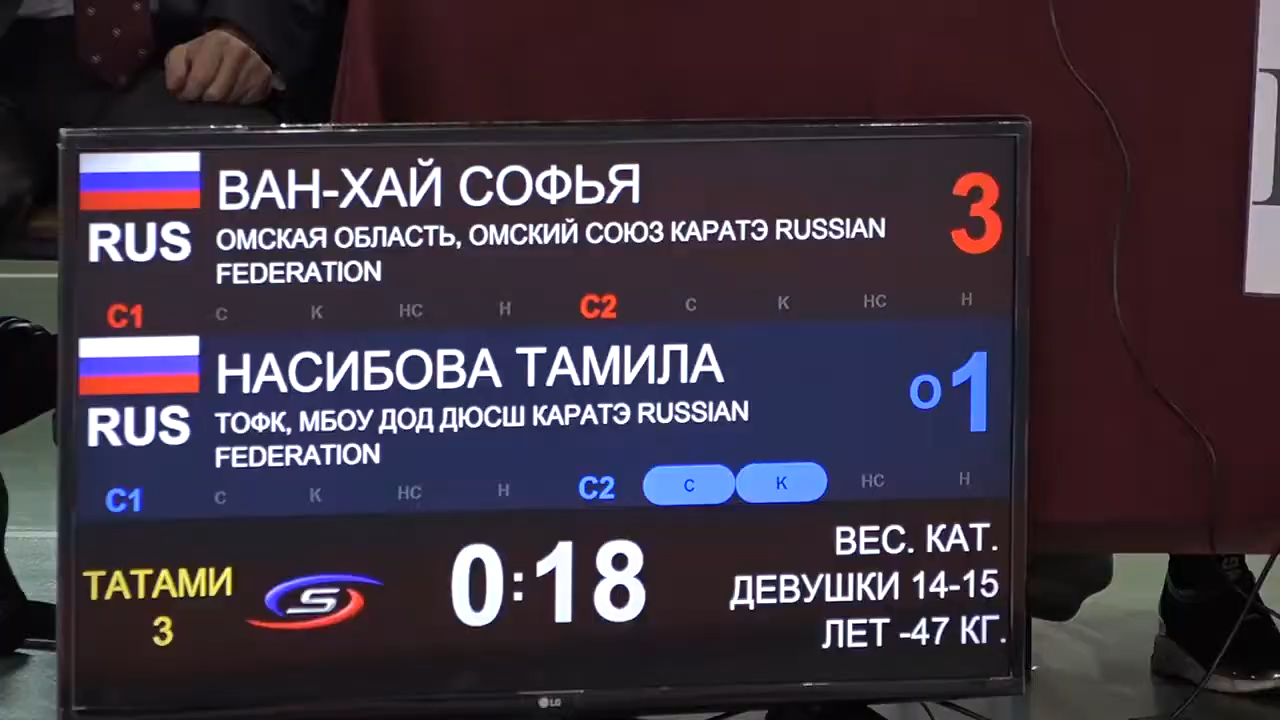 ВАН-ХАЙ СОФЬЯ
3
RUS
ОМСКАЯ ОБЛАСТЬ, ОМСКИЙ СОЮЗ КАРАТЭ RUSSIAN
FEDERATION
C1 С К НС Н C2 С К НС Н
НАСИБОВА ТАМИЛА
O 1
RUS
ТОФК, МБОУ ДОД ДЮСШ КАРАТЭ RUSSIAN
FEDERATION
C1 С К НС Н C2 С К НС Н
ТАТАМИ
3
S
0:18
ВЕС. КАТ.
ДЕВУШКИ 14-15
ЛЕТ -47 КГ.
LG